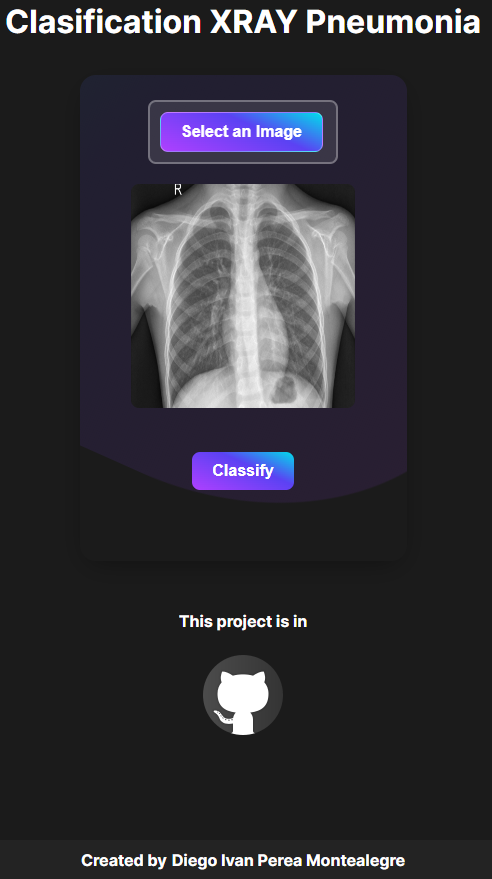 Clasification XRAY Pneumonia
Select an Image
R
Classify
This project is in
Created by Diego Ivan Perea Montealegre